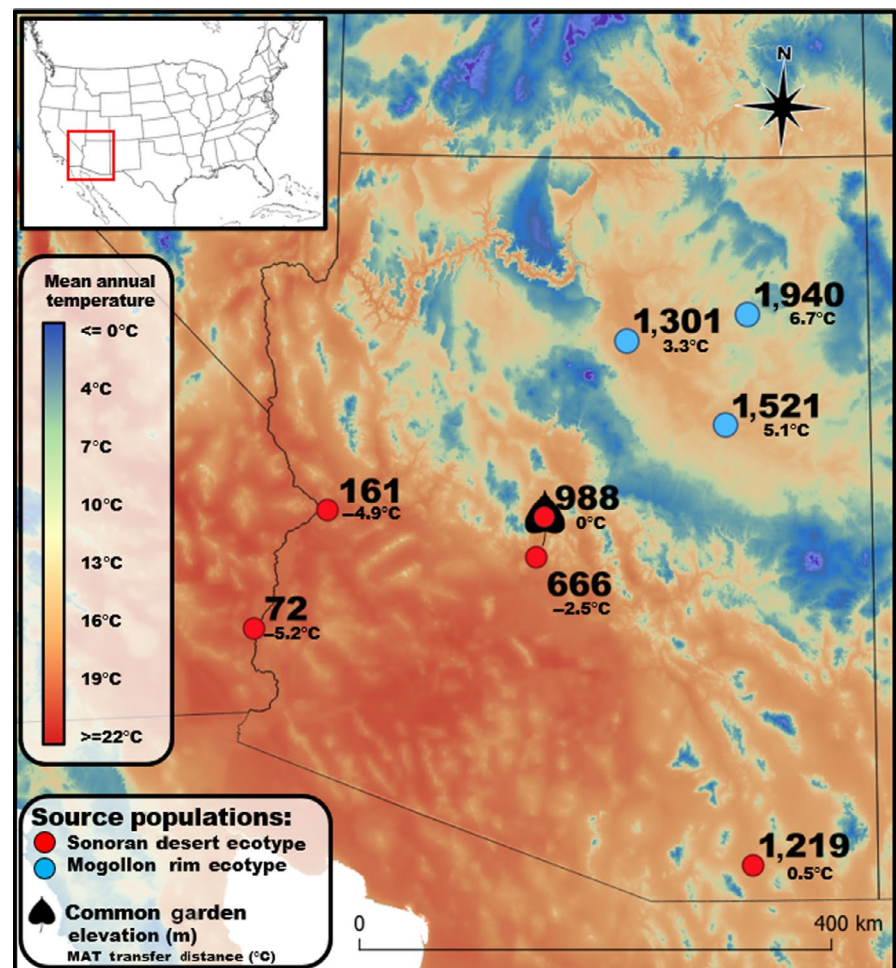 N
Mean annual
temperature
<= 0°C
4°C
7°C
10°C
13°C
16°C
19°C
>=22°C
1,940
6.7°C
1,301
3.3°C
1,521
5.1°C
161
−4.9°C
988
0°C
666
−2.5°C
72
−5.2°C
1,219
0.5°C
Source populations:
Sonoran desert ecotype
Mogollon rim ecotype
Common garden
elevation (m)
MAT transfer distance (°C)
0 400 km